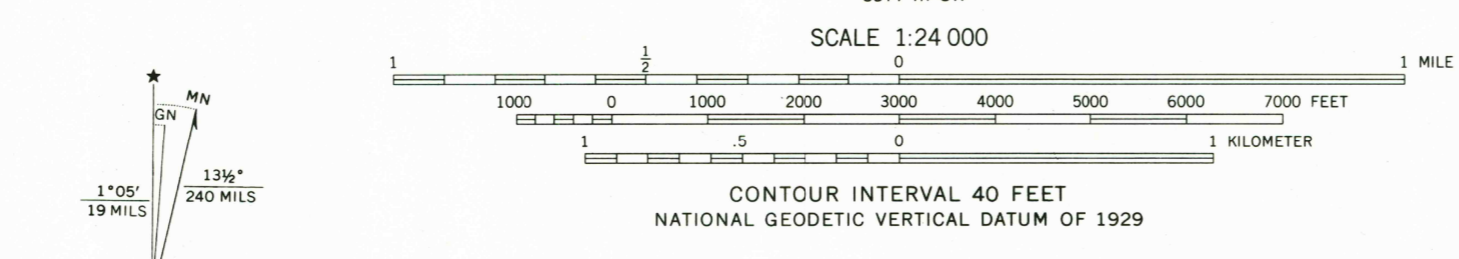 SCALE 1:24 000
1 1/2 0 1 MILE
1000 0 1000 2000 3000 4000 5000 6000 7000 FEET
1 .5 0 1 KILOMETER
CONTOUR INTERVAL 40 FEET
NATIONAL GEODETIC VERTICAL DATUM OF 1929
MN
GN
1°05′
19 MILS
13½°
240 MILS